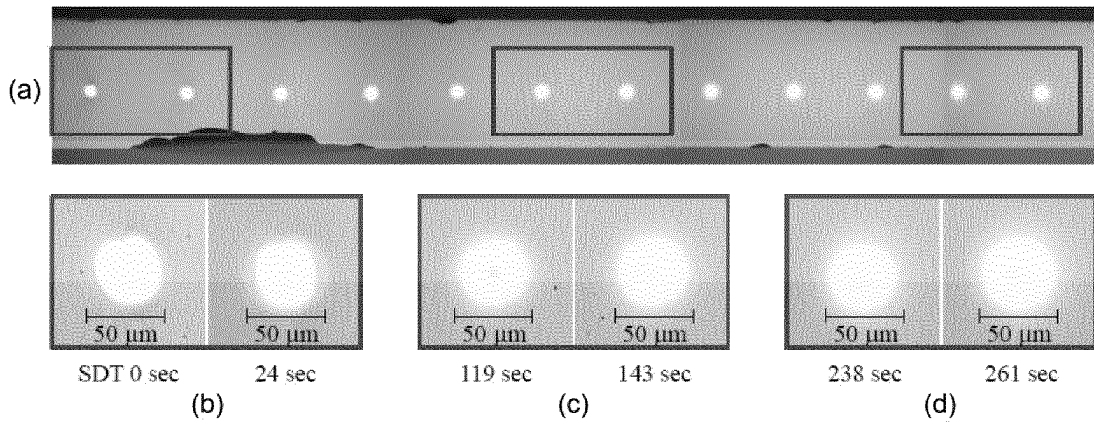 (a)
50 μm 50 μm 50 μm 50 μm 50 μm 50 μm
SDT 0 sec 24 sec 119 sec 143 sec 238 sec 261 sec
(b) (c) (d)